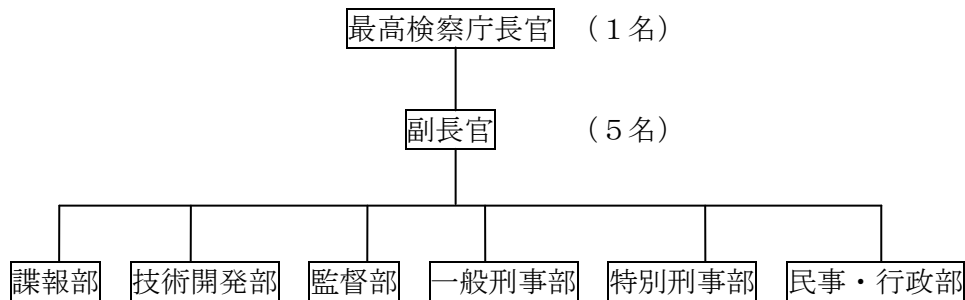 最高検察庁長官 （１名）
副長官 （５名）
諜報部 技術開発部 監督部 一般刑事部 特別刑事部 民事・行政部